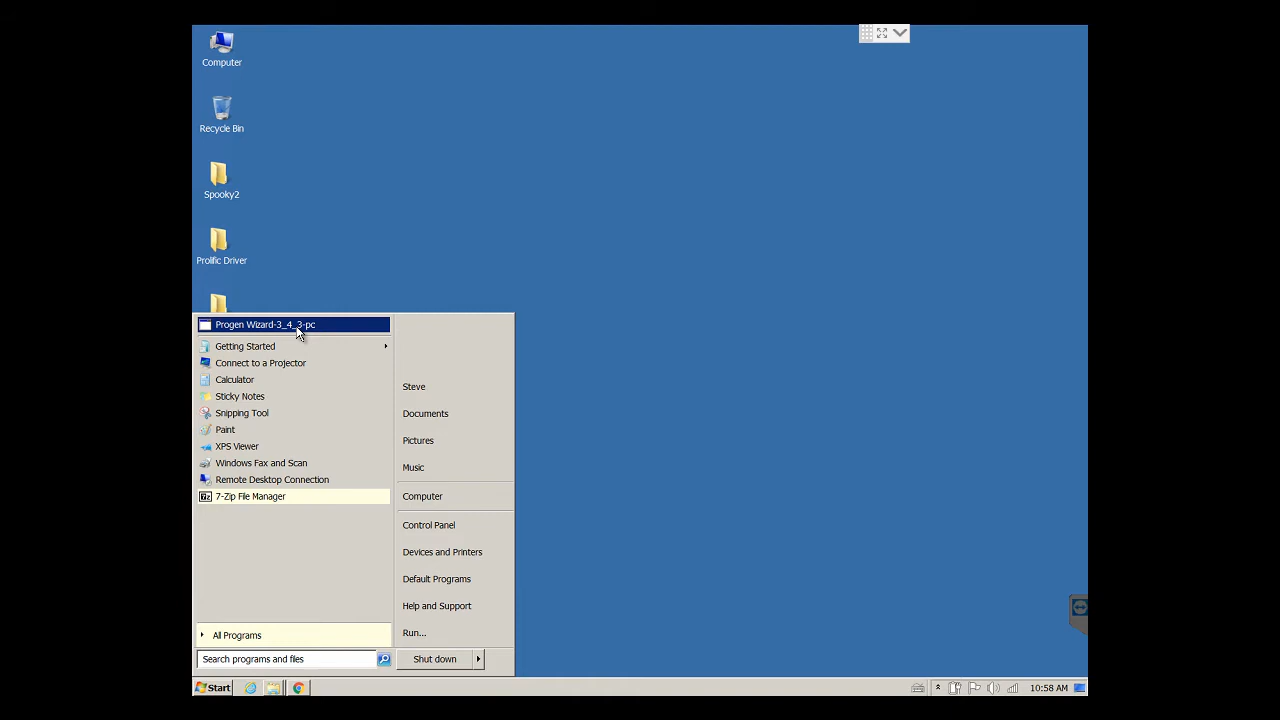 Computer
Recycle Bin
Spooky2
Prolific Driver
Progen Wizard-3_4_3-pc
Getting Started
Connect to a Projector
Calculator
Sticky Notes
Snipping Tool
Paint
XPS Viewer
Windows Fax and Scan
Remote Desktop Connection
7-Zip File Manager
All Programs
Search programs and files
Steve
Documents
Pictures
Music
Computer
Control Panel
Devices and Printers
Default Programs
Help and Support
Run...
Shut down
Start
10:58 AM